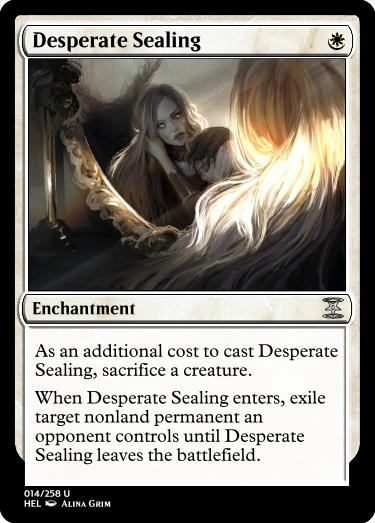 Desperate Sealing
Enchantment
As an additional cost to cast Desperate
Sealing, sacrifice a creature.
When Desperate Sealing enters, exile
target nonland permanent an
opponent controls until Desperate
Sealing leaves the battlefield.
014/258 U
HEL Alina Grim